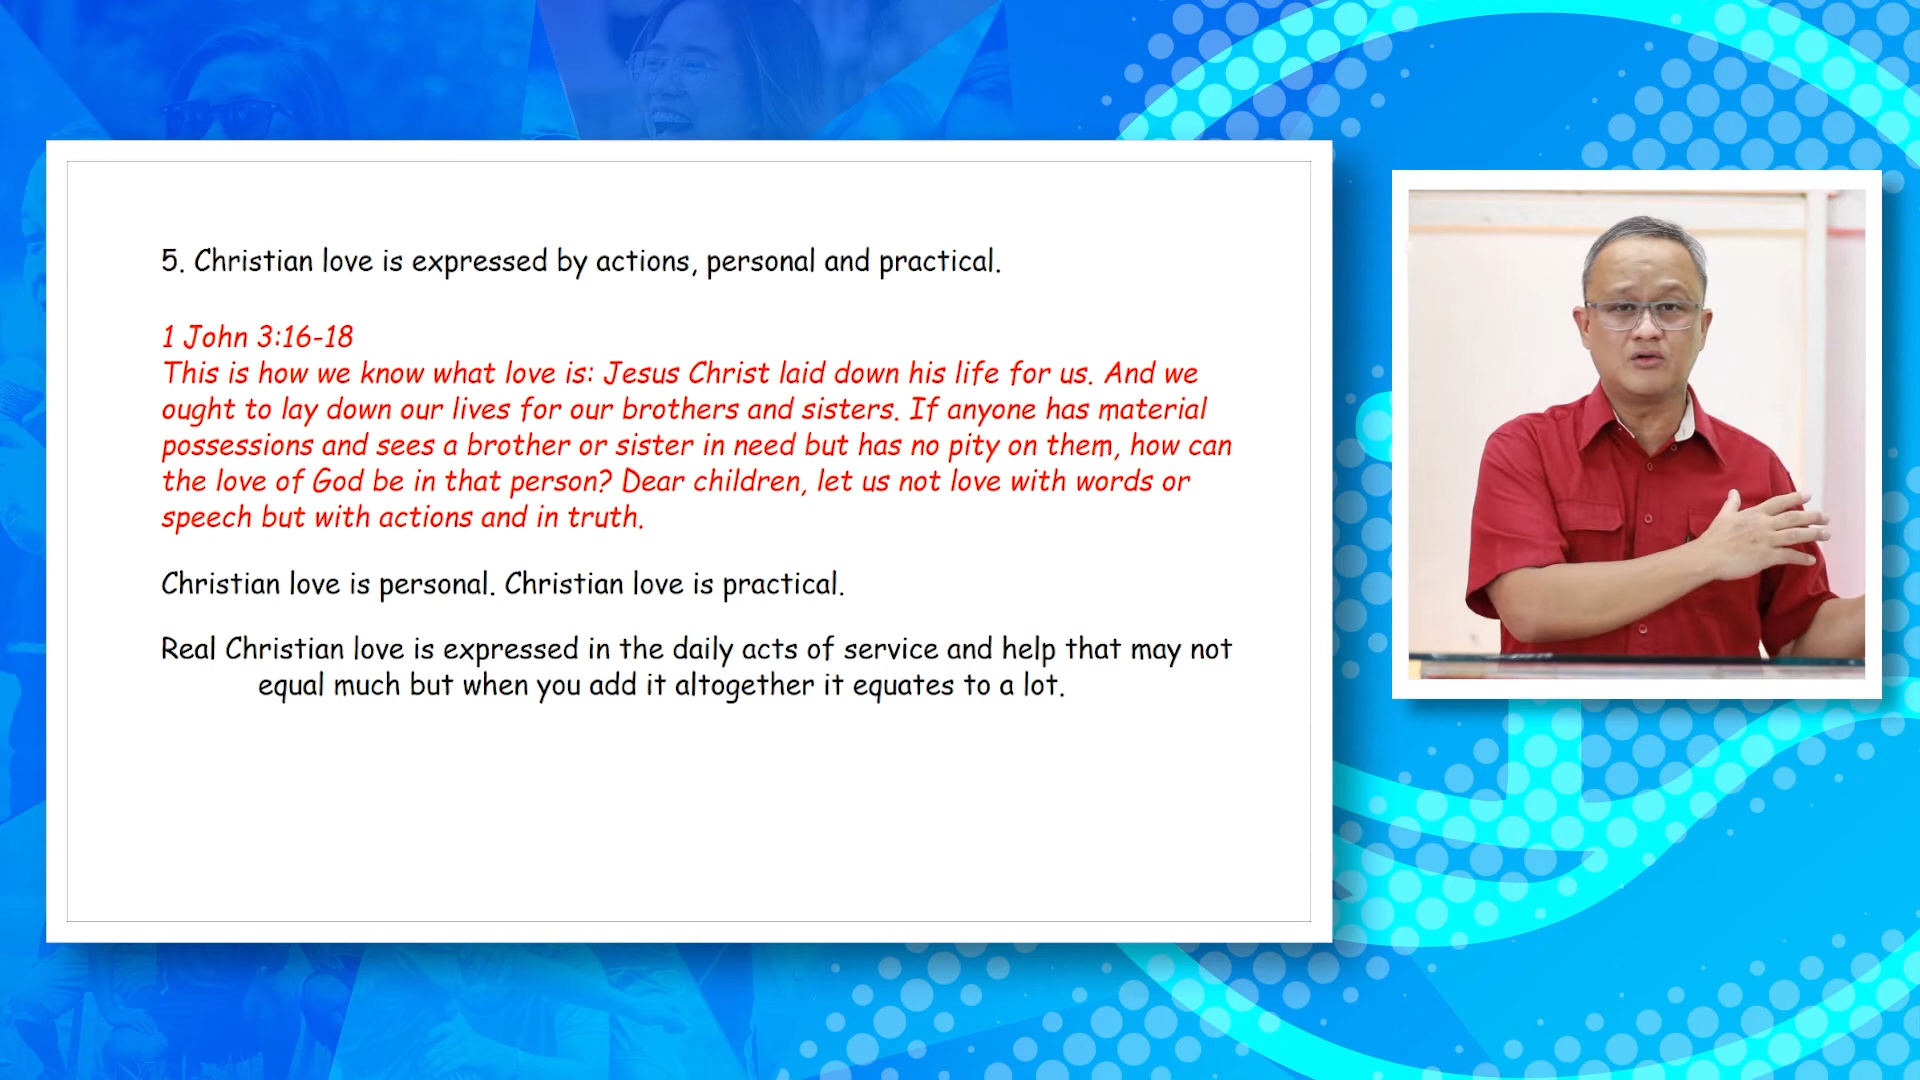 5. Christian love is expressed by actions, personal and practical.
1 John 3:16-18
This is how we know what love is: Jesus Christ laid down his life for us. And we
ought to lay down our lives for our brothers and sisters. If anyone has material
possessions and sees a brother or sister in need but has no pity on them, how can
the love of God be in that person? Dear children, let us not love with words or
speech but with actions and in truth.
Christian love is personal. Christian love is practical.
Real Christian love is expressed in the daily acts of service and help that may not
equal much but when you add it altogether it equates to a lot.